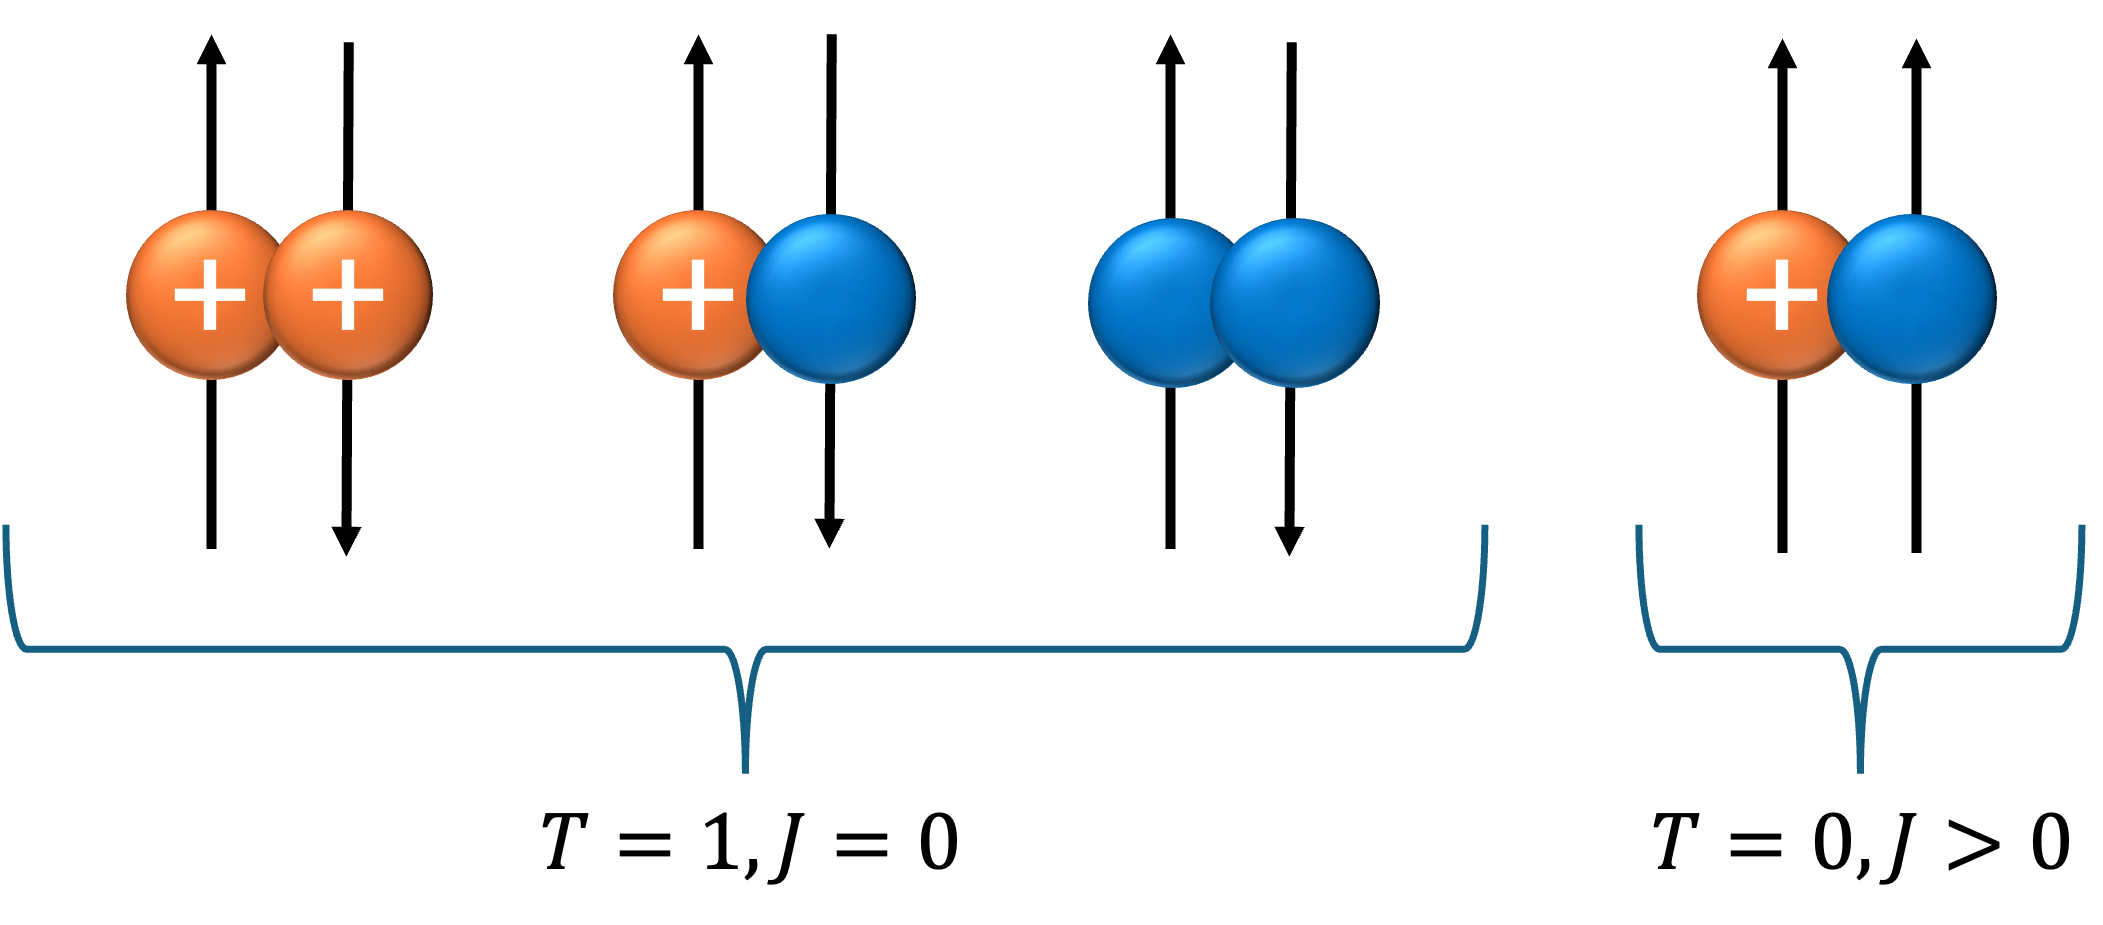 + + + +
T = 1, J = 0 T = 0, J > 0